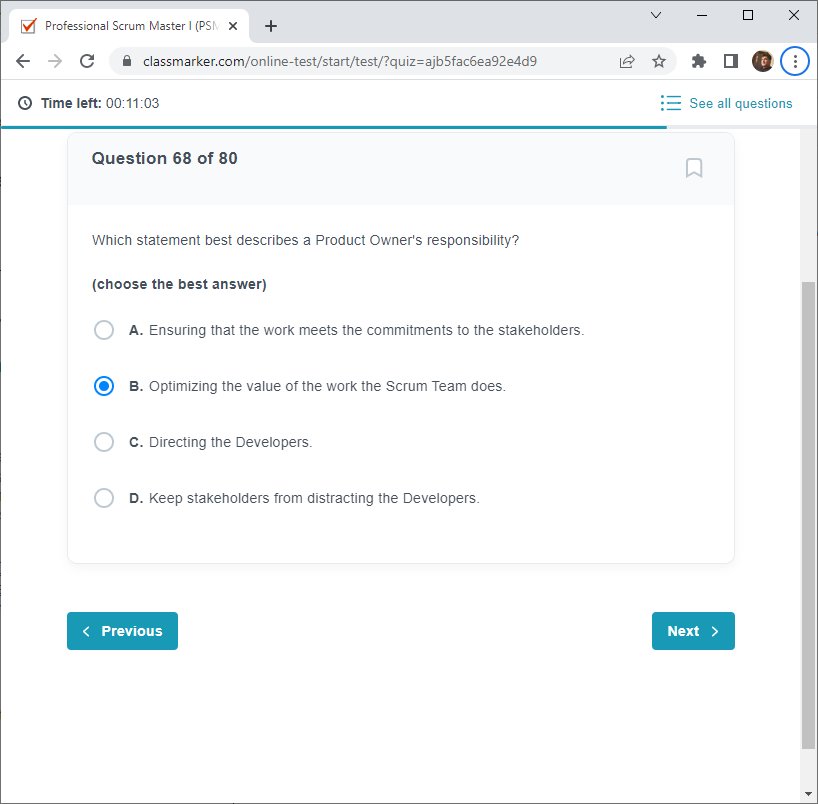 Professional Scrum Master I (PSM
classmarker.com/online-test/start/test/?quiz=ajb5fac6ea92e4d9
Time left: 00:11:03
See all questions
Question 68 of 80
Which statement best describes a Product Owner's responsibility?
(choose the best answer)
A. Ensuring that the work meets the commitments to the stakeholders.
B. Optimizing the value of the work the Scrum Team does.
C. Directing the Developers.
D. Keep stakeholders from distracting the Developers.
Previous
Next